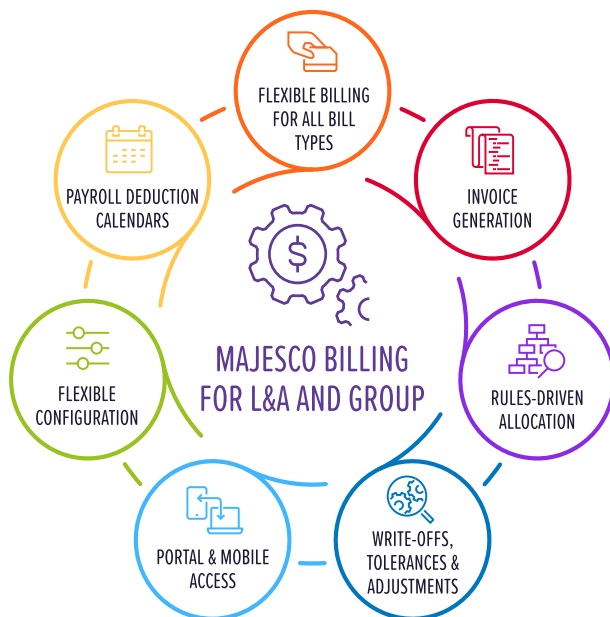 FLEXIBLE BILLING
FOR ALL BILL
TYPES
PAYROLL DEDUCTION
CALENDARS
INVOICE
GENERATION
$
MAJESCO BILLING
FOR L&A AND GROUP
FLEXIBLE
CONFIGURATION
RULES-DRIVEN
ALLOCATION
PORTAL & MOBILE
ACCESS
WRITE-OFFS,
TOLERANCES &
ADJUSTMENTS